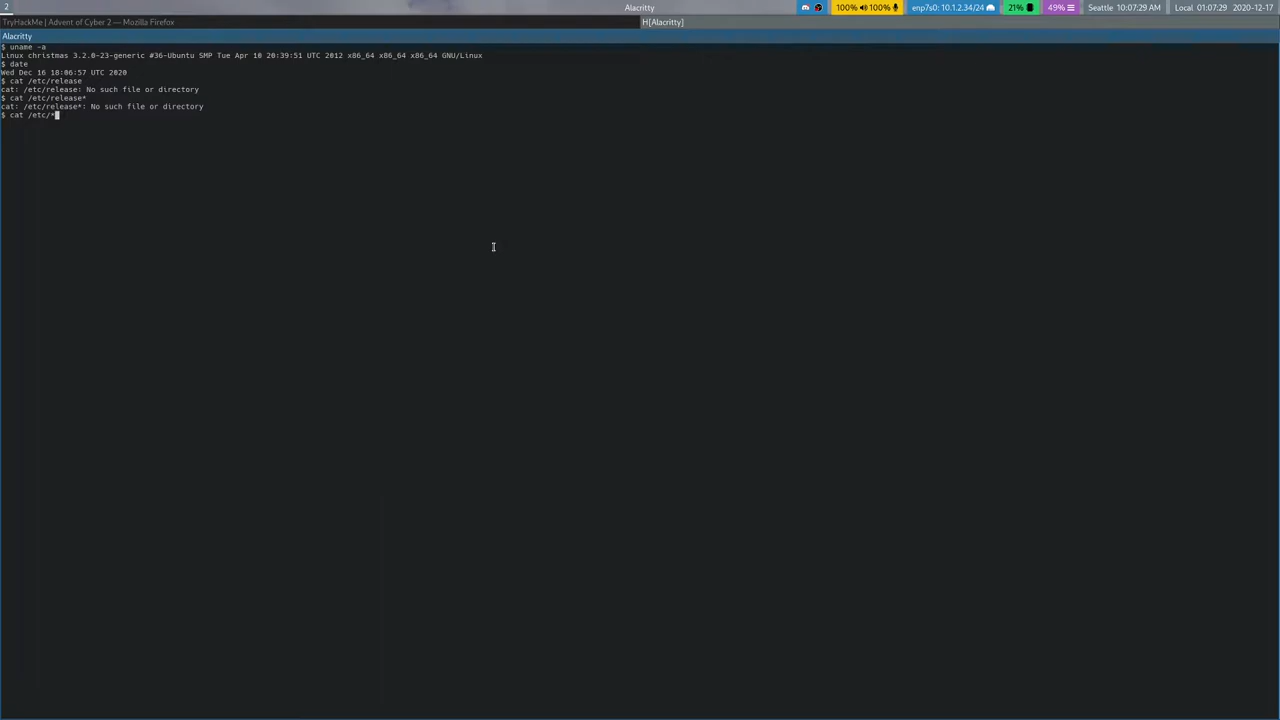 2
Alacritty
100% 100%
enp7s0: 10.1.2.34/24
21%
49%
Seattle 10:07:29 AM
Local 01:07:29
2020-12-17
TryHackMe | Advent of Cyber 2 — Mozilla Firefox
H[Alacritty]
Alacritty
$ uname -a
Linux christmas 3.2.0-23-generic #36-Ubuntu SMP Tue Apr 10 20:39:51 UTC 2012 x86_64 x86_64 x86_64 GNU/Linux
$ date
Wed Dec 16 18:06:57 UTC 2020
$ cat /etc/release
cat: /etc/release: No such file or directory
$ cat /etc/release*
cat: /etc/release*: No such file or directory
$ cat /etc/*